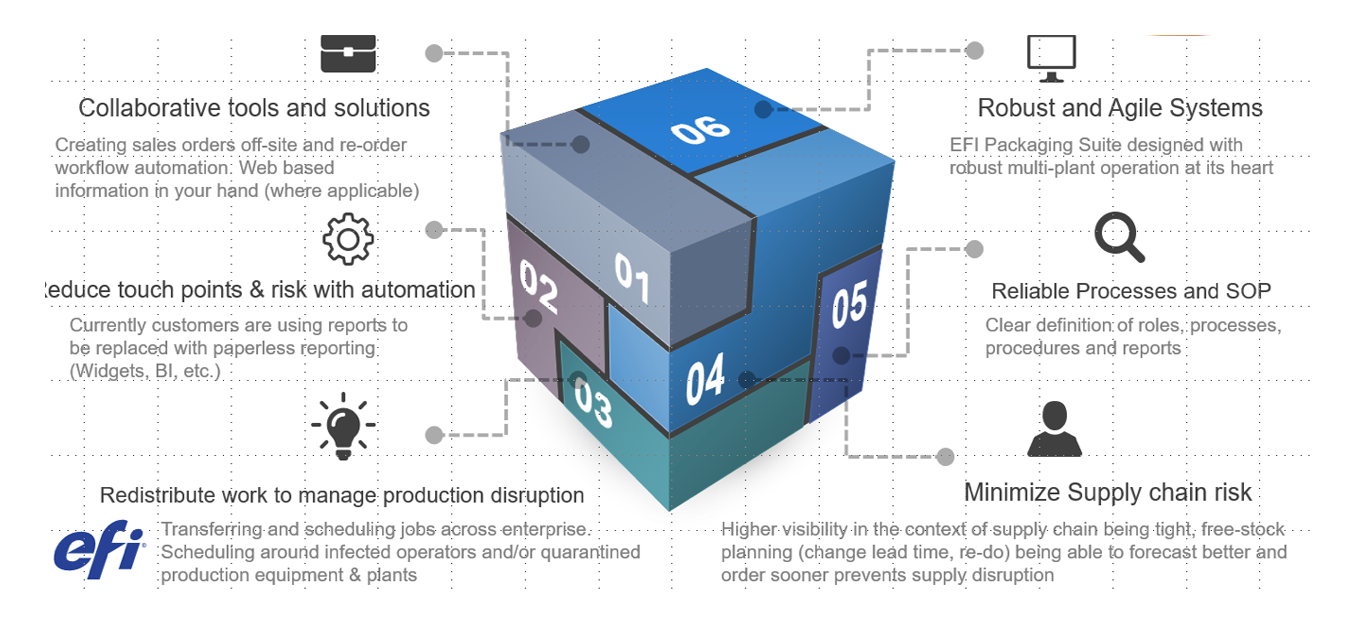 Collaborative tools and solutions
Creating sales orders off-site and re-order
workflow automation. Web based
information in your hand (where applicable)
educe touch points & risk with automation
Currently customers are using reports to
be replaced with paperless reporting
(Widgets, BI, etc.)
Redistribute work to manage production disruption
efi
Transferring and scheduling jobs across enterprise.
Scheduling around infected operators and/or quarantined
production equipment & plants
06
01
02
05
04
03
Robust and Agile Systems
EFI Packaging Suite designed with
robust multi-plant operation at its heart
Reliable Processes and SOP
Clear definition of roles, processes,
procedures and reports
Minimize Supply chain risk
Higher visibility in the context of supply chain being tight, free-stock
planning (change lead time, re-do) being able to forecast better and
order sooner prevents supply disruption